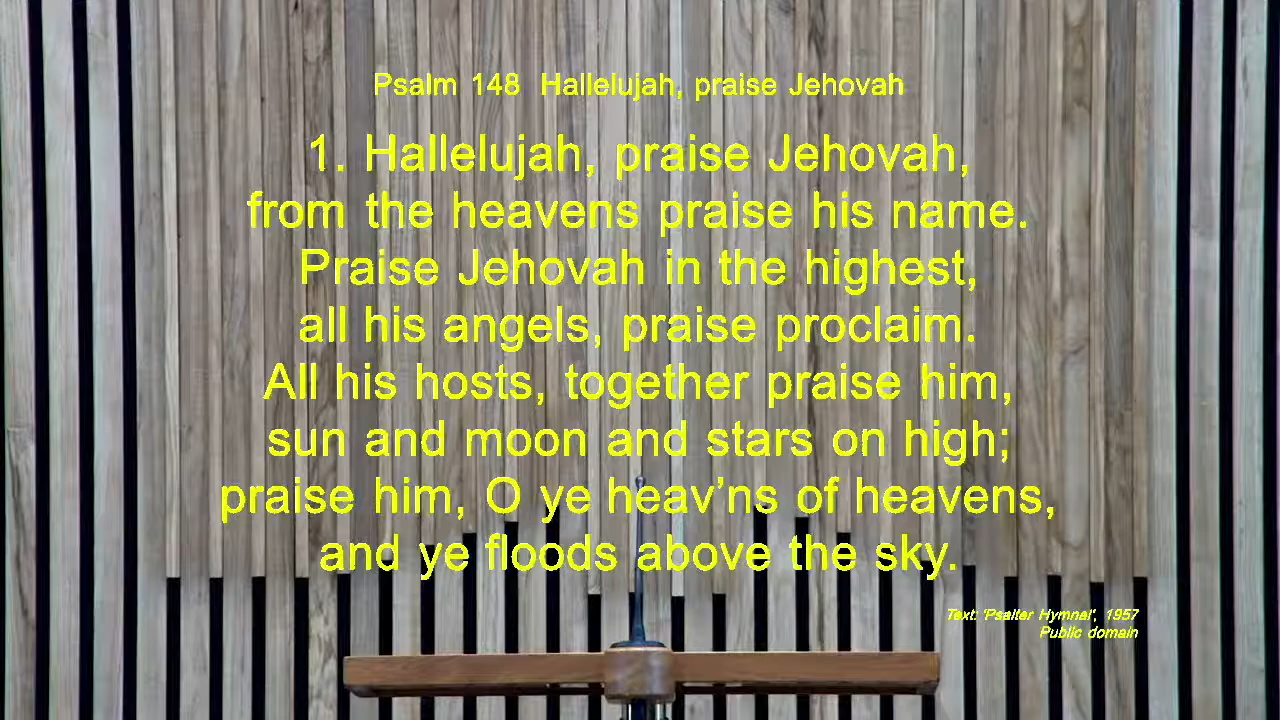 Psalm 148 Hallelujah, praise Jehovah
1. Hallelujah, praise Jehovah,
from the heavens praise his name.
Praise Jehovah in the highest,
all his angels, praise proclaim.
All his hosts, together praise him,
sun and moon and stars on high;
praise him, O ye heav’ns of heavens,
and ye floods above the sky.
Text: 'Psalter Hymnal', 1957
Public domain